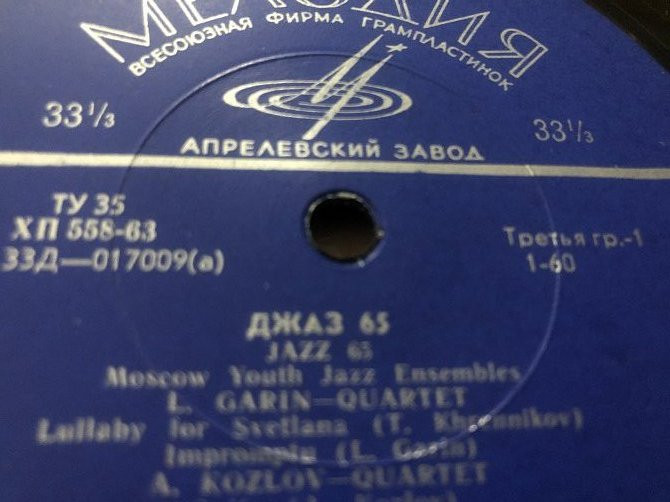 МЕЛОДИЯ
ВСЕСОЮЗНАЯ ФИРМА ГРАМПЛАСТИНОК
33⅓
33⅓
АПРЕЛЕВСКИЙ ЗАВОД
ТУ 35
ХП 558-63
33Д—017009(а)
Третья гр.-1
1-60
ДЖАЗ 65
JAZZ 65
Moscow Youth Jazz Ensembles
L. GARIN—QUARTET
Lullaby for Svetlana (T. Khrennikov)
Impromptu (L. Garin)
A. KOZLOV—QUARTET